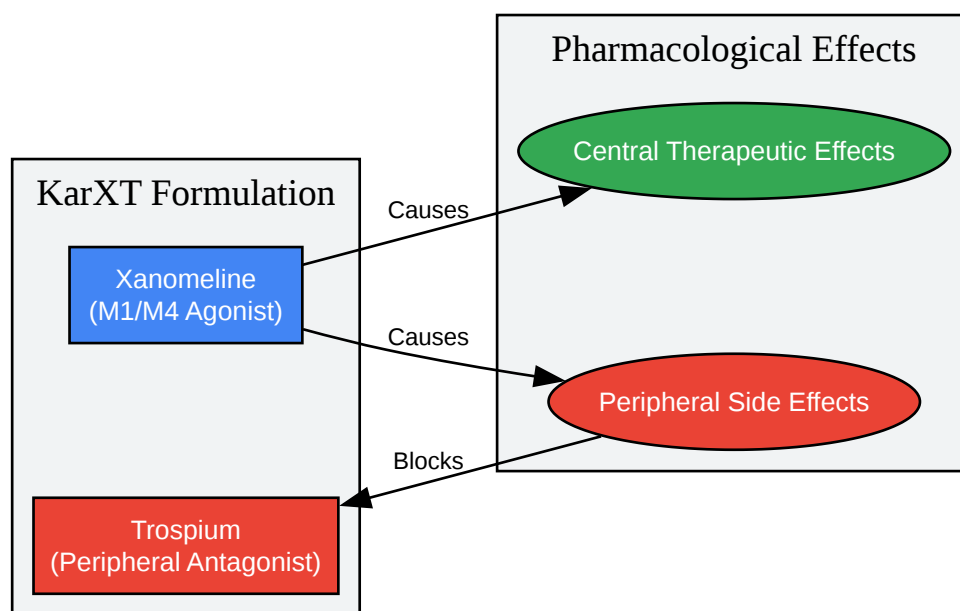 Pharmacological Effects
Central Therapeutic Effects
KarXT Formulation
Causes
Xanomeline
(M1/M4 Agonist)
Causes
Peripheral Side Effects
Blocks
Trospium
(Peripheral Antagonist)